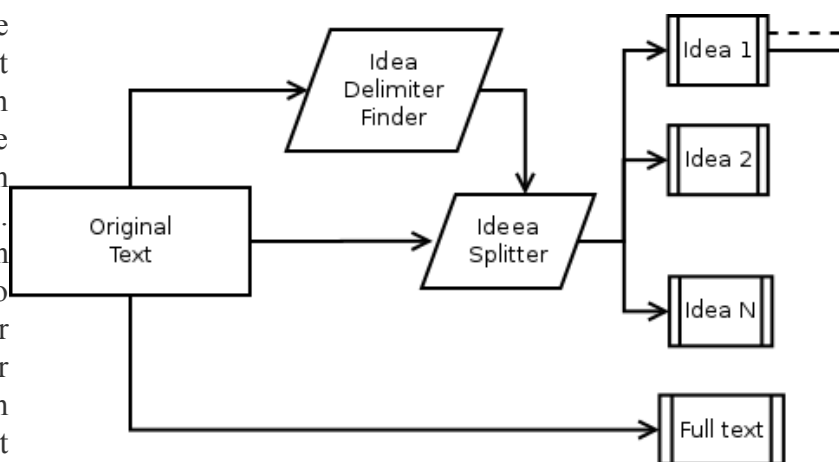 Idea
Delimiter
Finder
Idea 1
Idea 2
Original
Text
Ideea
Splitter
Idea N
Full text